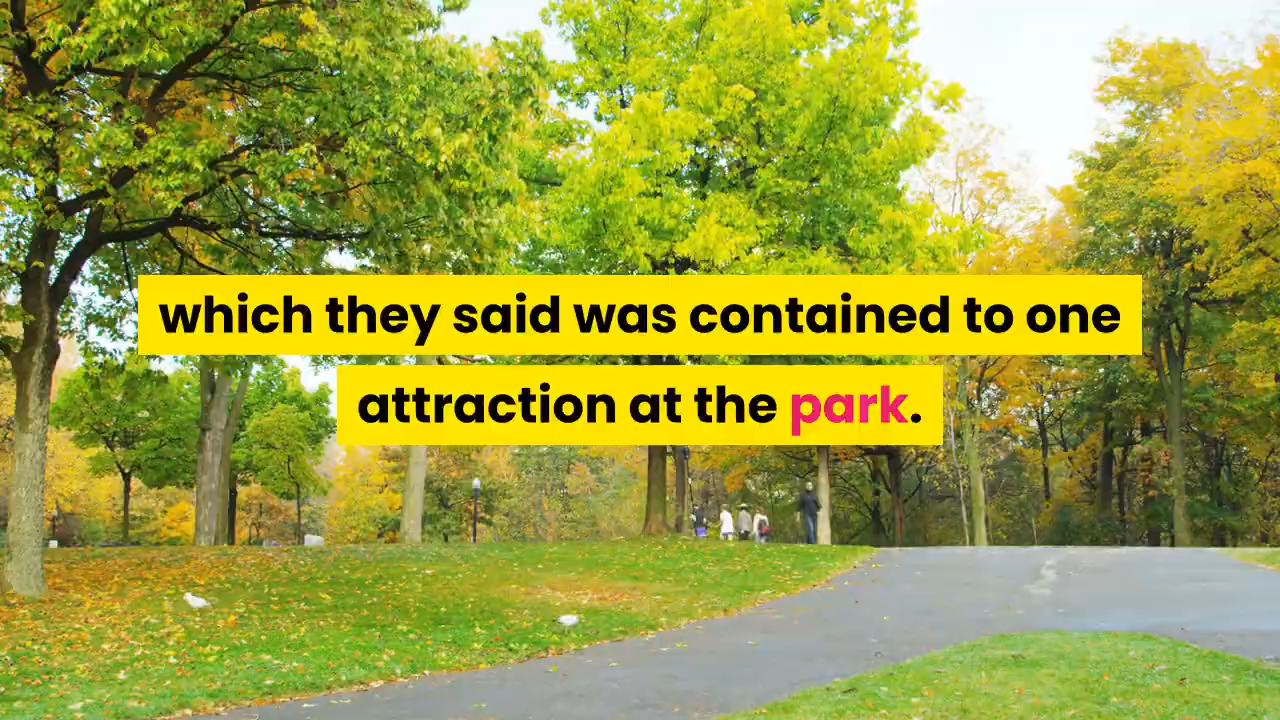 which they said was contained to one
attraction at the park.